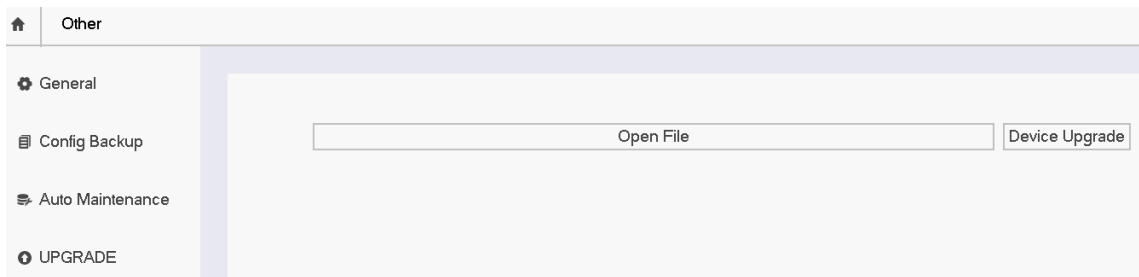 Other
General
Config Backup
Open File
Device Upgrade
Auto Maintenance
UPGRADE